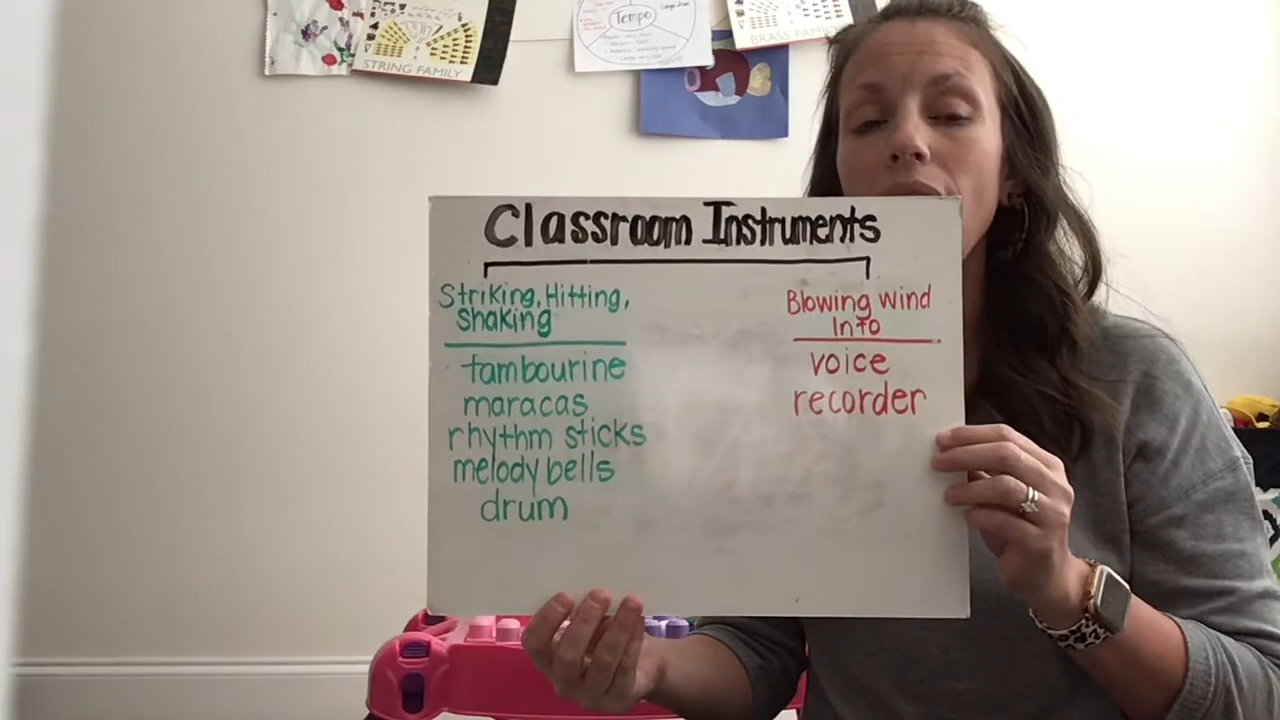 STRING FAMILY
Tempo
BRASS FAMILY
Classroom Instruments
Striking, Hitting,
Shaking
tambourine
maracas
rhythm sticks
melody bells
drum
Blowing wind
Into
voice
recorder